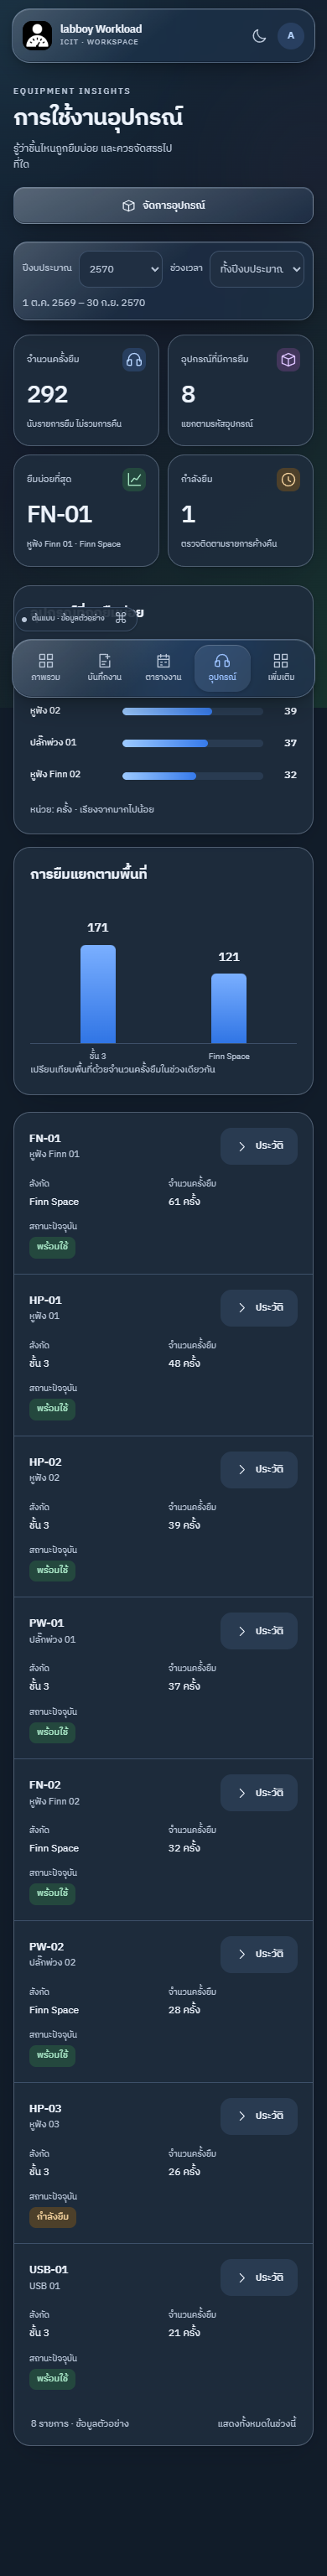 labboy Workload
ICIT · WORKSPACE
A
EQUIPMENT INSIGHTS
การใช้งานอุปกรณ์
รู้ว่าชิ้นไหนถูกยืมบ่อย และควรจัดสรรไป
ที่ใด
จัดการอุปกรณ์
ปีงบประมาณ
2570
ช่วงเวลา
ทั้งปีงบประมาณ
1 ต.ค. 2569 – 30 ก.ย. 2570
จำนวนครั้งยืม
292
นับรายการยืม ไม่รวมการคืน
อุปกรณ์ที่มีการยืม
8
แยกตามรหัสอุปกรณ์
ยืมบ่อยที่สุด
FN-01
หูฟัง Finn 01 · Finn Space
กำลังยืม
1
ตรวจติดตามรายการค้างคืน
ต้นแบบ · ข้อมูลตัวอย่าง
ภาพรวม
บันทึกงาน
ตารางงาน
อุปกรณ์
เพิ่มเติม
หูฟัง 02
39
ปลั๊กพ่วง 01
37
หูฟัง Finn 02
32
หน่วย: ครั้ง · เรียงจากมากไปน้อย
การยืมแยกตามพื้นที่
171
121
ชั้น 3
Finn Space
เปรียบเทียบพื้นที่ด้วยจำนวนครั้งยืมในช่วงเดียวกัน
FN-01
หูฟัง Finn 01
ประวัติ
สังกัด
จำนวนครั้งยืม
Finn Space
61 ครั้ง
สถานะปัจจุบัน
พร้อมใช้
HP-01
หูฟัง 01
ประวัติ
สังกัด
จำนวนครั้งยืม
ชั้น 3
48 ครั้ง
สถานะปัจจุบัน
พร้อมใช้
HP-02
หูฟัง 02
ประวัติ
สังกัด
จำนวนครั้งยืม
ชั้น 3
39 ครั้ง
สถานะปัจจุบัน
พร้อมใช้
PW-01
ปลั๊กพ่วง 01
ประวัติ
สังกัด
จำนวนครั้งยืม
ชั้น 3
37 ครั้ง
สถานะปัจจุบัน
พร้อมใช้
FN-02
หูฟัง Finn 02
ประวัติ
สังกัด
จำนวนครั้งยืม
Finn Space
32 ครั้ง
สถานะปัจจุบัน
พร้อมใช้
PW-02
ปลั๊กพ่วง 02
ประวัติ
สังกัด
จำนวนครั้งยืม
Finn Space
28 ครั้ง
สถานะปัจจุบัน
พร้อมใช้
HP-03
หูฟัง 03
ประวัติ
สังกัด
จำนวนครั้งยืม
ชั้น 3
26 ครั้ง
สถานะปัจจุบัน
กำลังยืม
USB-01
USB 01
ประวัติ
สังกัด
จำนวนครั้งยืม
ชั้น 3
21 ครั้ง
สถานะปัจจุบัน
พร้อมใช้
8 รายการ · ข้อมูลตัวอย่าง
แสดงทั้งหมดในช่วงนี้